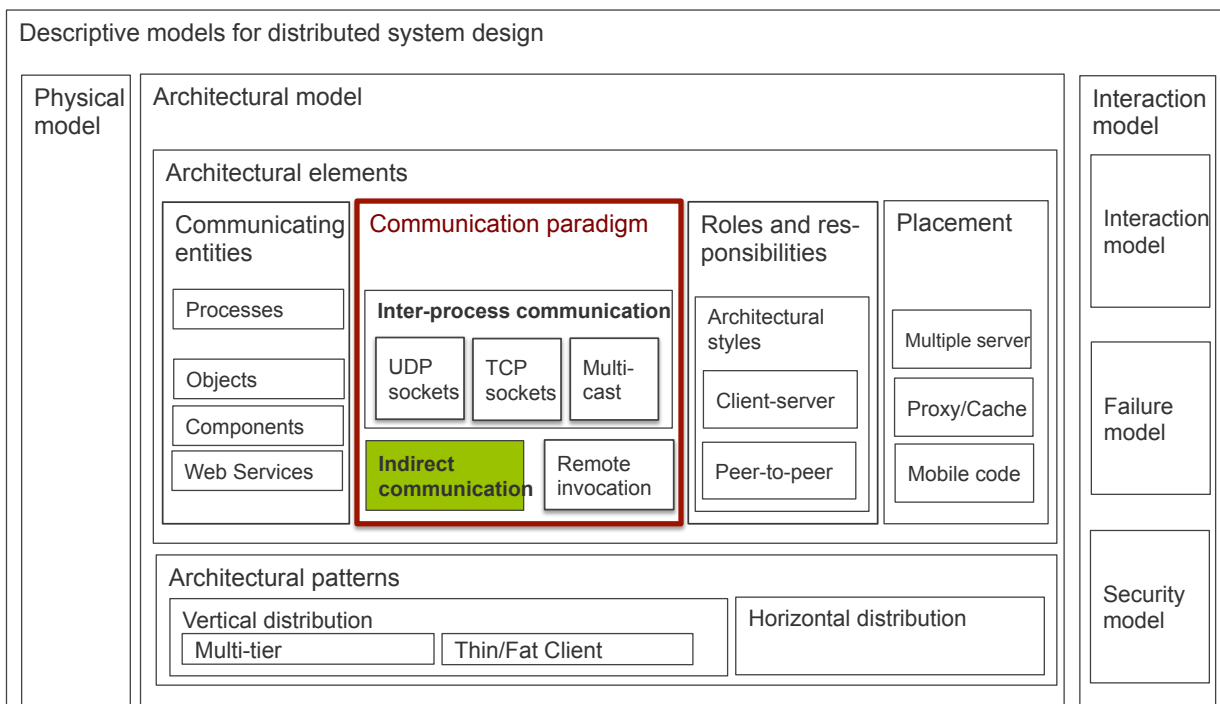 Descriptive models for distributed system design
Physical
model
Architectural model
Architectural elements
Communicating
entities
Processes
Objects
Components
Web Services
Communication paradigm
Inter-process communication
UDP
sockets
TCP
sockets
Multi-
cast
Indirect
communication
Remote
invocation
Roles and res-
ponsibilities
Architectural
styles
Client-server
Peer-to-peer
Placement
Multiple server
Proxy/Cache
Mobile code
Architectural patterns
Vertical distribution
Multi-tier
Thin/Fat Client
Horizontal distribution
Interaction
model
Interaction
model
Failure
model
Security
model